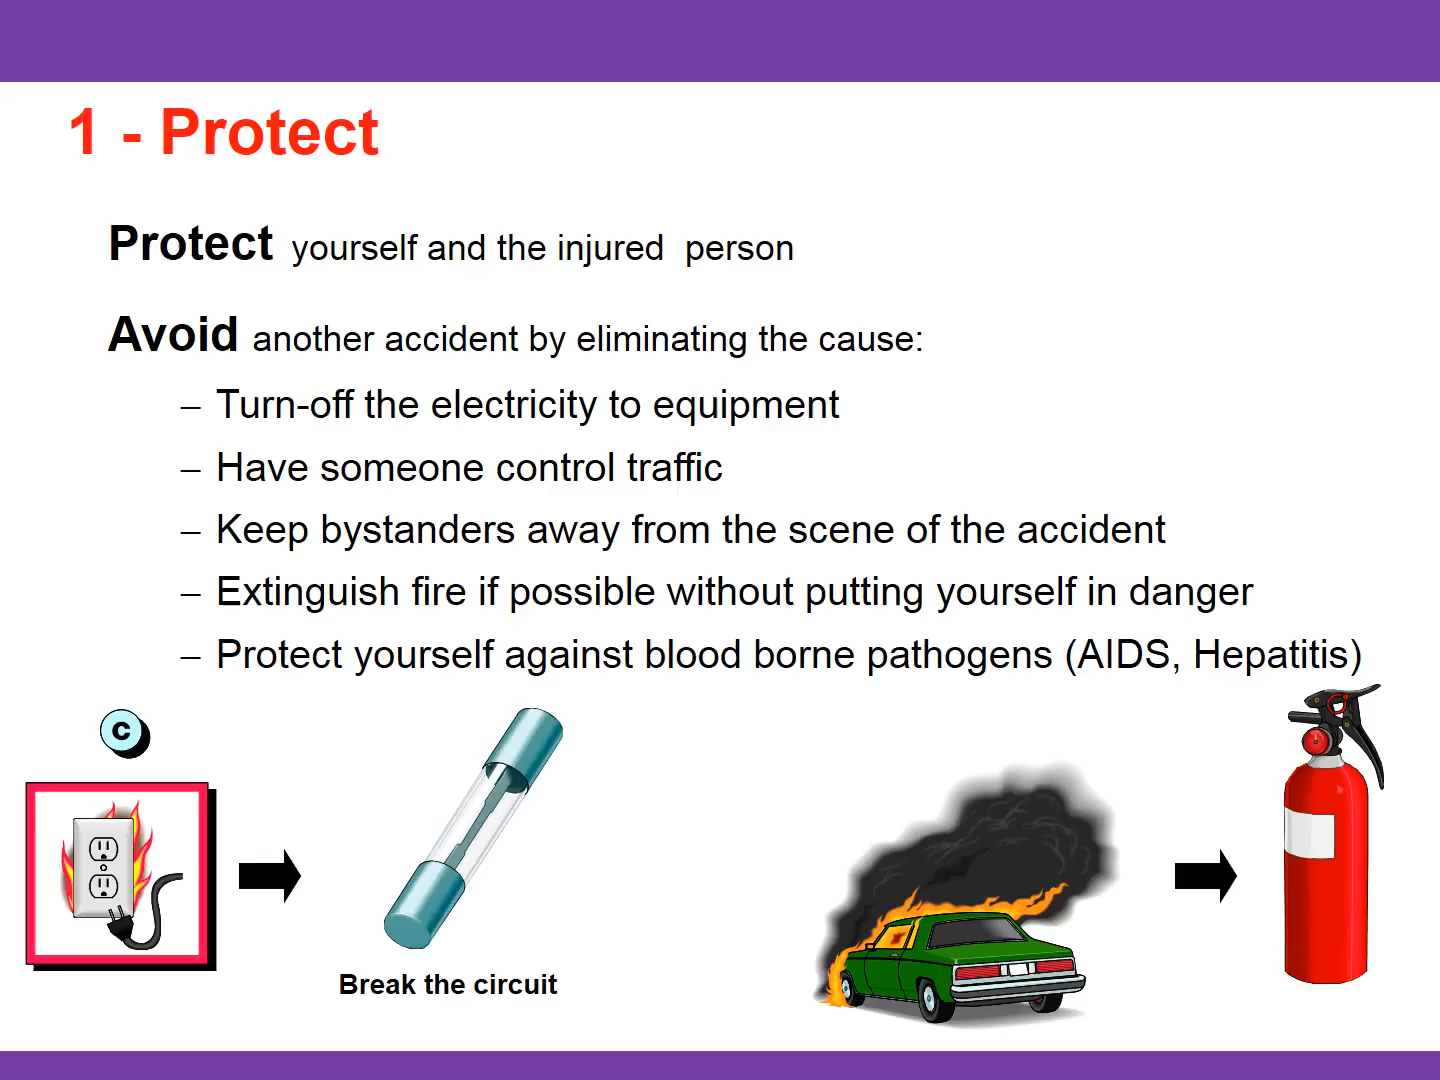 1 - Protect
Protect yourself and the injured person
Avoid another accident by eliminating the cause:
– Turn-off the electricity to equipment
– Have someone control traffic
– Keep bystanders away from the scene of the accident
– Extinguish fire if possible without putting yourself in danger
– Protect yourself against blood borne pathogens (AIDS, Hepatitis)
C
Break the circuit